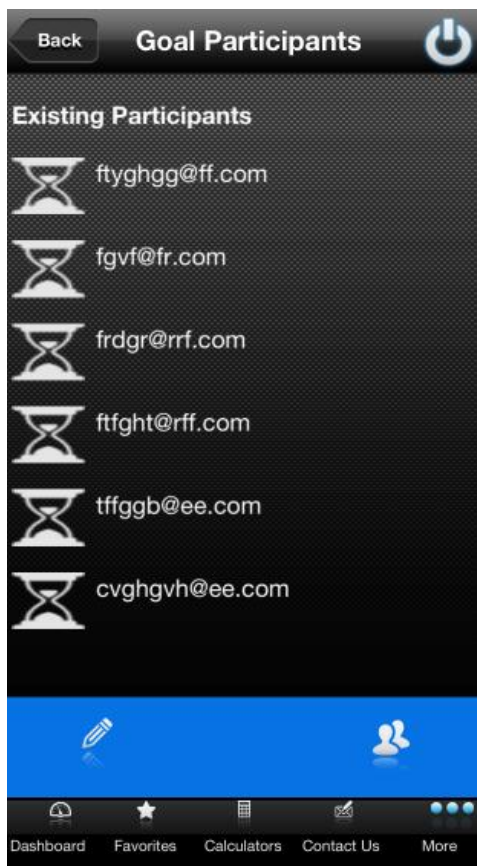 Back
Goal Participants
Existing Participants
ftyghgg@ff.com
fgvf@fr.com
frdgr@rrf.com
ftfght@rff.com
tffggb@ee.com
cvghgvh@ee.com
Dashboard Favorites Calculators Contact Us More